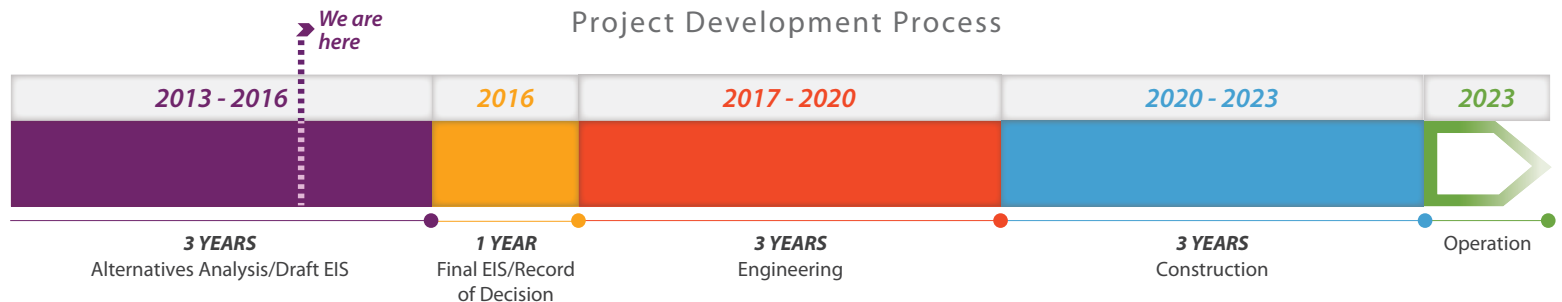 We are
here
Project Development Process
2013 - 2016
2016
2017 - 2020
2020 - 2023
2023
3 YEARS
Alternatives Analysis/Draft EIS
1 YEAR
Final EIS/Record
of Decision
3 YEARS
Engineering
3 YEARS
Construction
Operation